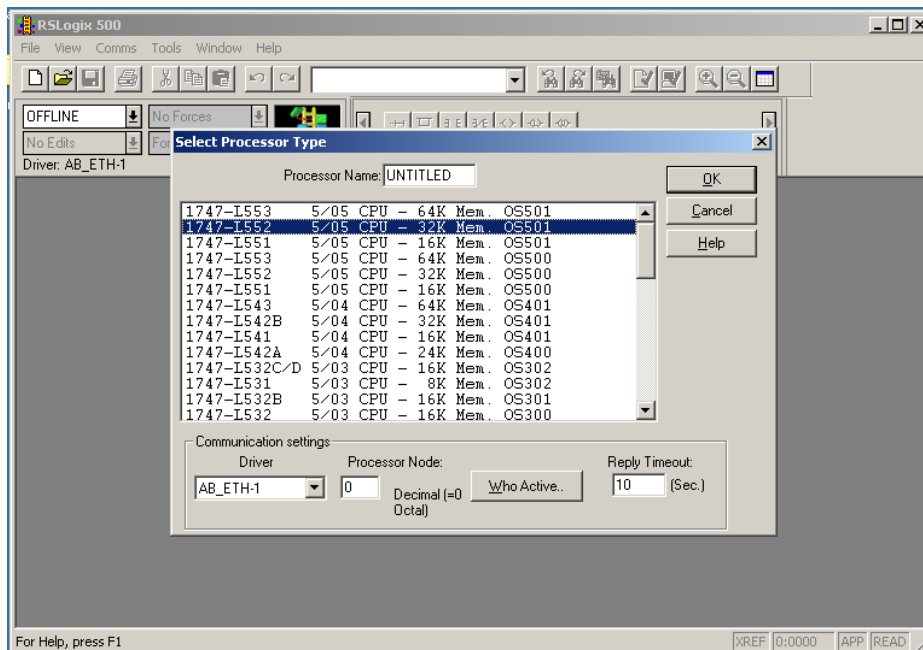 RSLogix 500
File View Comms Tools Window Help
OFFLINE
No Forces
No Edits
For
Driver: AB_ETH-1
Select Processor Type
Processor Name: UNTITLED
OK
Cancel
Help
1747-L553 5/05 CPU - 64K Mem. OS501
1747-L552 5/05 CPU - 32K Mem. OS501
1747-L551 5/05 CPU - 16K Mem. OS501
1747-L553 5/05 CPU - 64K Mem. OS500
1747-L552 5/05 CPU - 32K Mem. OS500
1747-L551 5/05 CPU - 16K Mem. OS500
1747-L543 5/04 CPU - 64K Mem. OS401
1747-L542B 5/04 CPU - 32K Mem. OS401
1747-L541 5/04 CPU - 16K Mem. OS401
1747-L542A 5/04 CPU - 24K Mem. OS400
1747-L532C/D 5/03 CPU - 16K Mem. OS302
1747-L531 5/03 CPU - 8K Mem. OS302
1747-L532B 5/03 CPU - 16K Mem. OS301
1747-L532 5/03 CPU - 16K Mem. OS300
Communication settings
Driver
Processor Node:
Reply Timeout:
AB_ETH-1
0
Decimal (=0
Octal)
Who Active..
10
(Sec.)
For Help, press F1
XREF 0:0000 APP READ